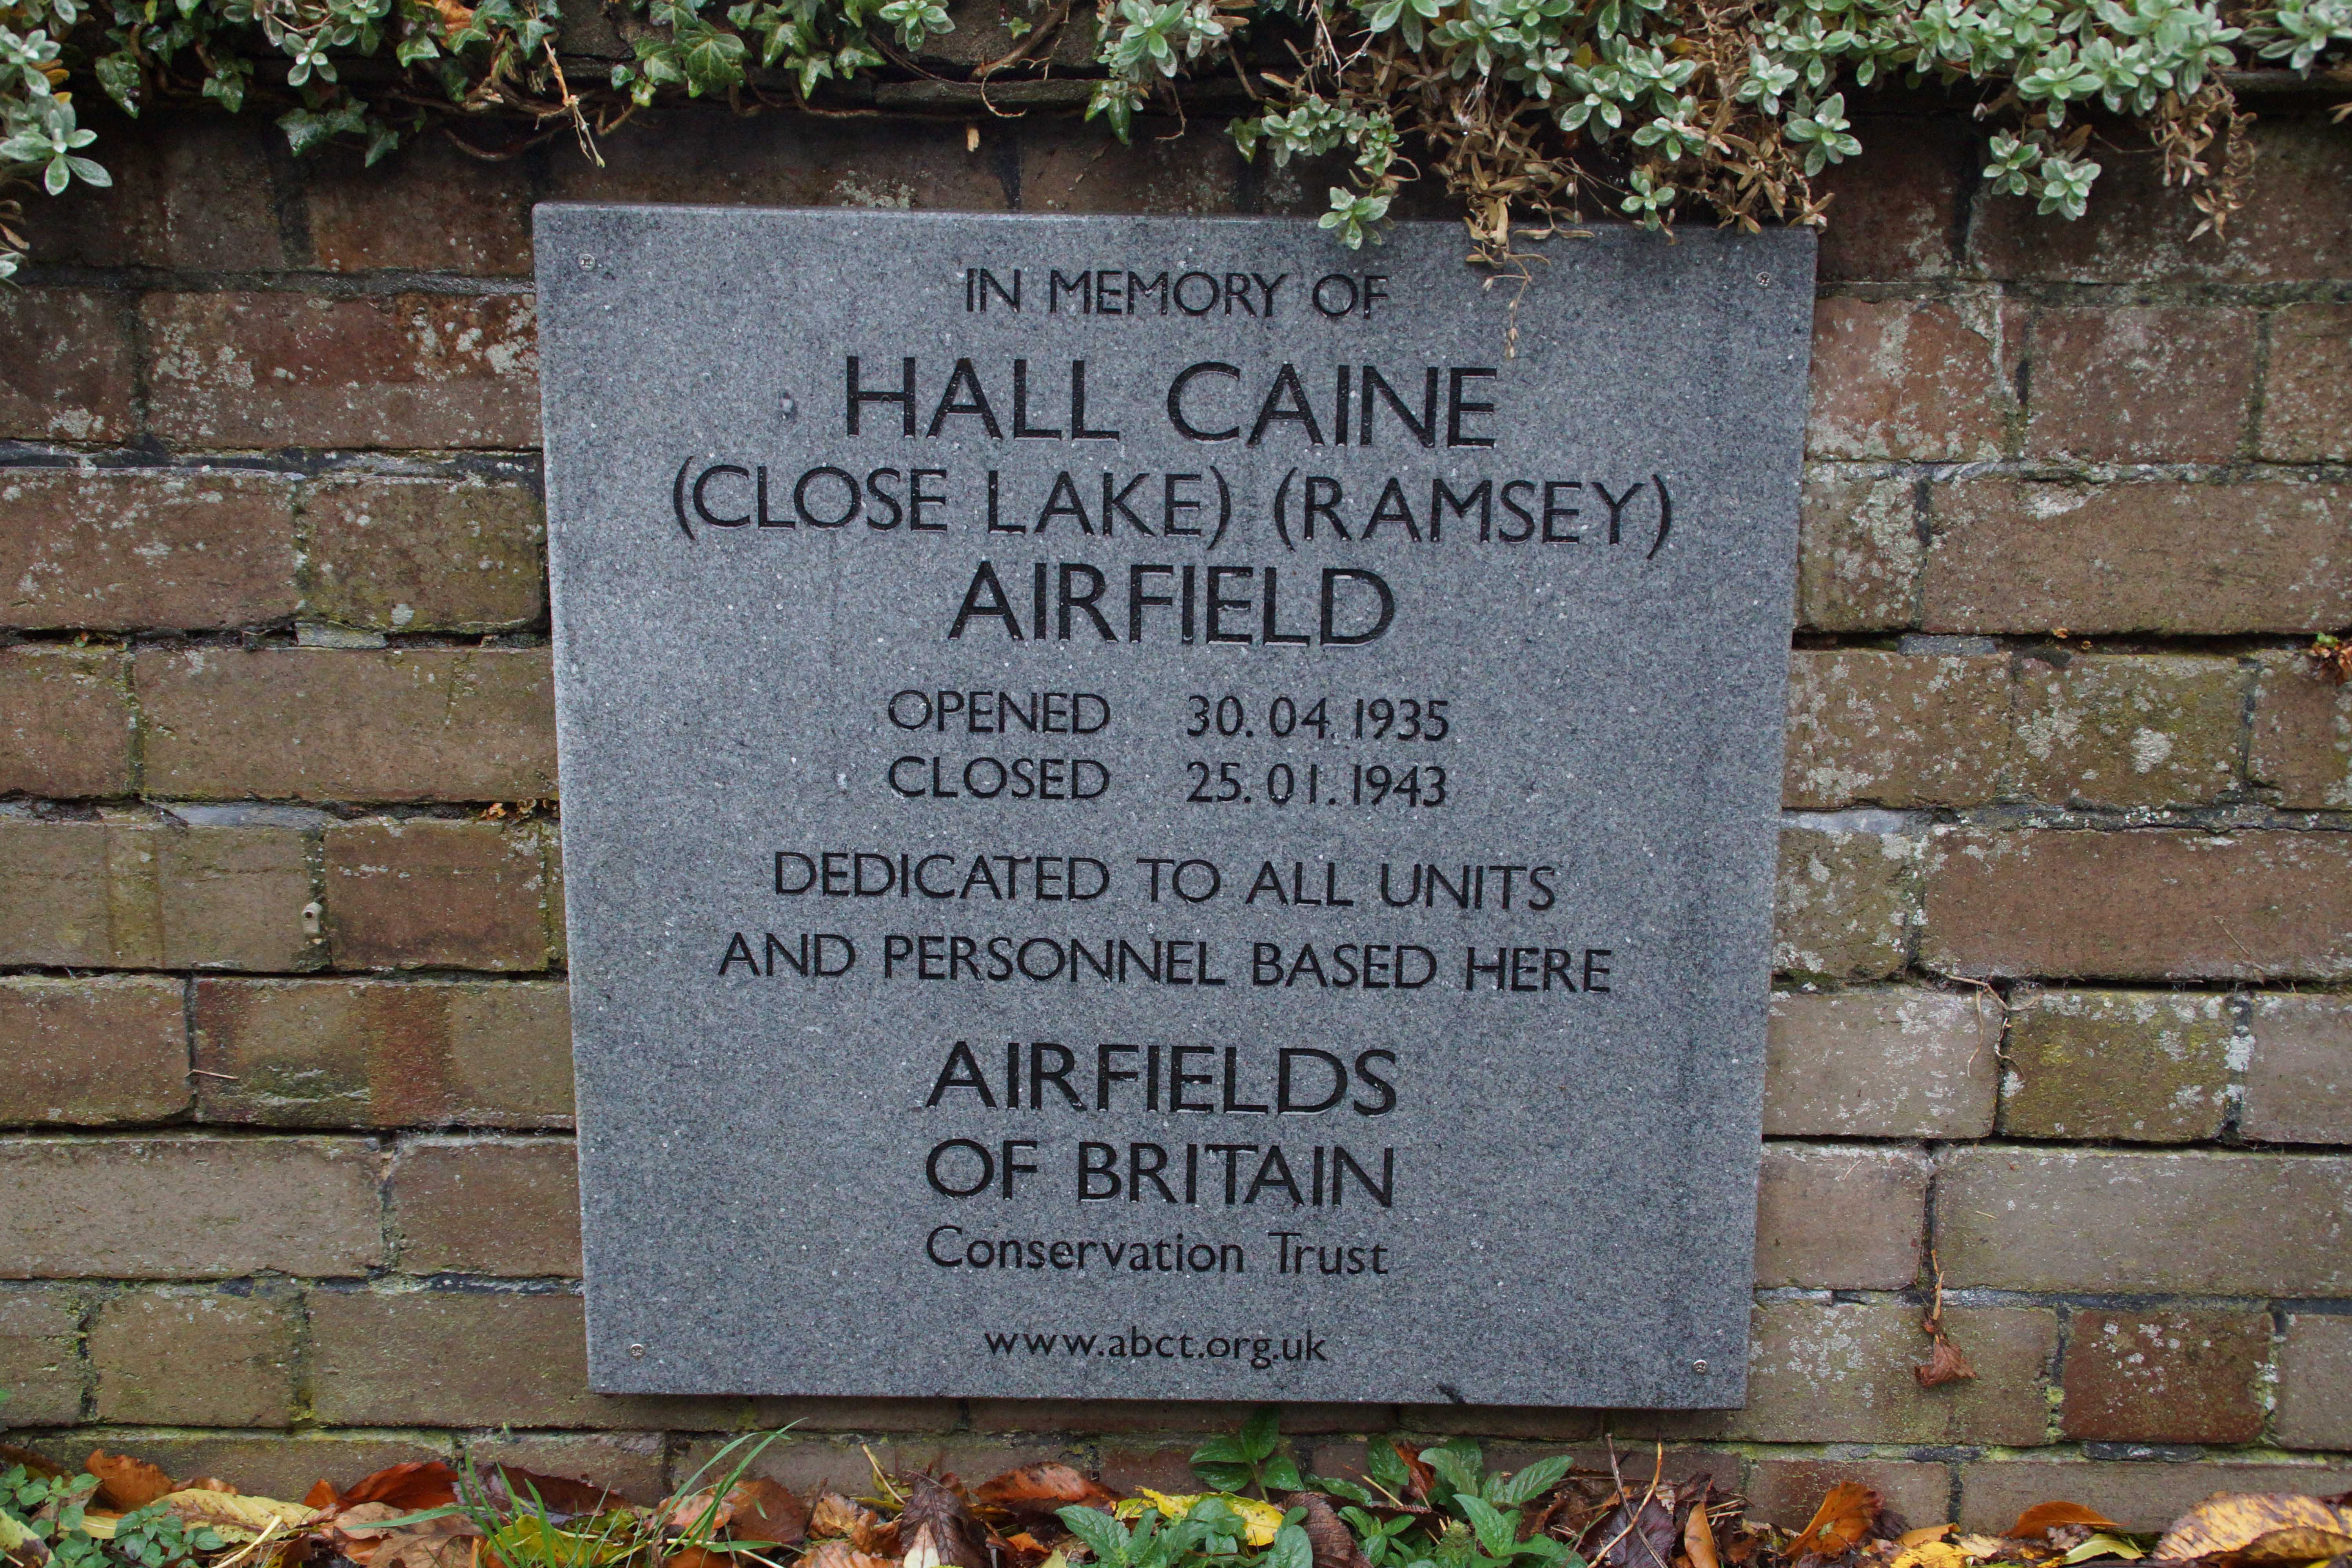 IN MEMORY OF
HALL CAINE
(CLOSE LAKE) (RAMSEY)
AIRFIELD
OPENED 30.04.1935
CLOSED 25.01.1943
DEDICATED TO ALL UNITS
AND PERSONNEL BASED HERE
AIRFIELDS
OF BRITAIN
Conservation Trust
www.abct.org.uk